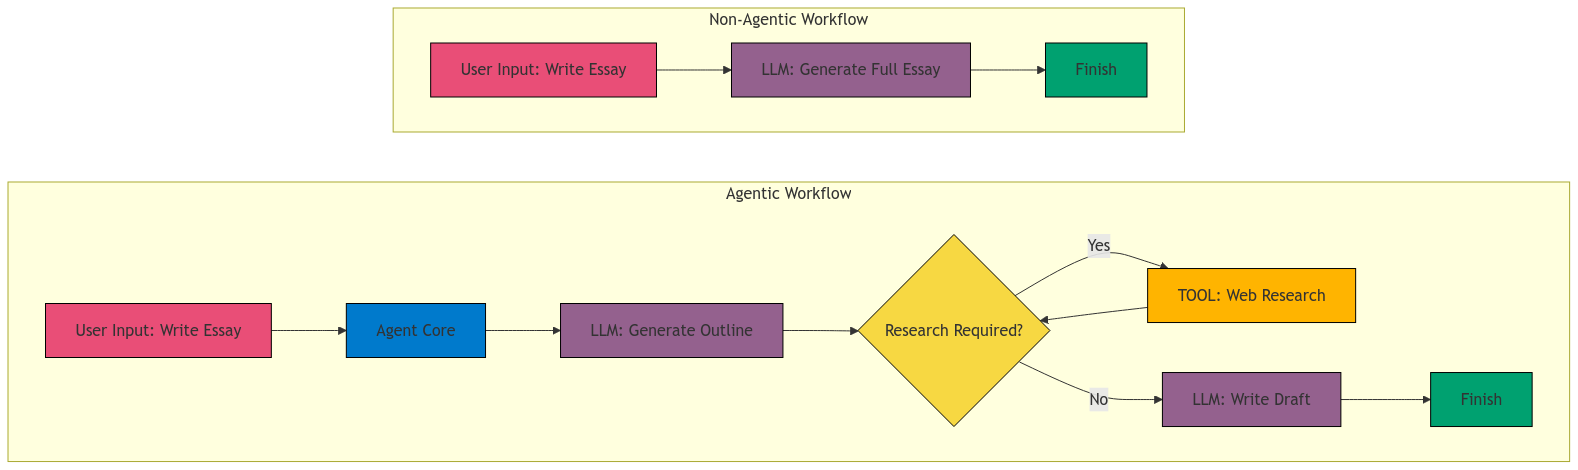 Non-Agentic Workflow
User Input: Write Essay
LLM: Generate Full Essay
Finish
Agentic Workflow
User Input: Write Essay
Agent Core
LLM: Generate Outline
Research Required?
Yes
TOOL: Web Research
No
LLM: Write Draft
Finish